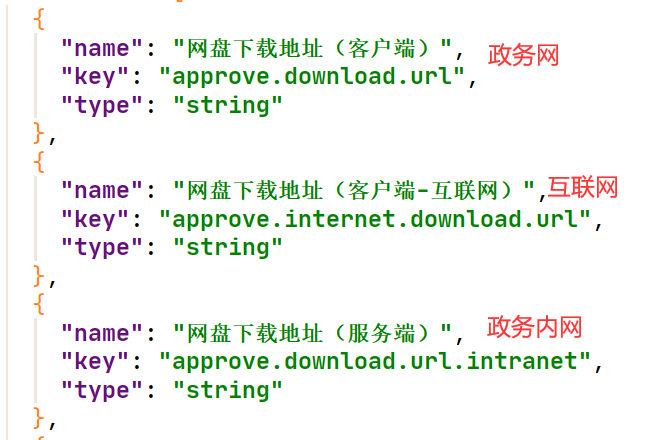 {
"name": "网盘下载地址（客户端）", 政务网
"key": "approve.download.url",
"type": "string"
},
{
"name": "网盘下载地址（客户端-互联网）", 互联网
"key": "approve.internet.download.url",
"type": "string"
},
{
"name": "网盘下载地址（服务端）", 政务内网
"key": "approve.download.url.intranet",
"type": "string"
},